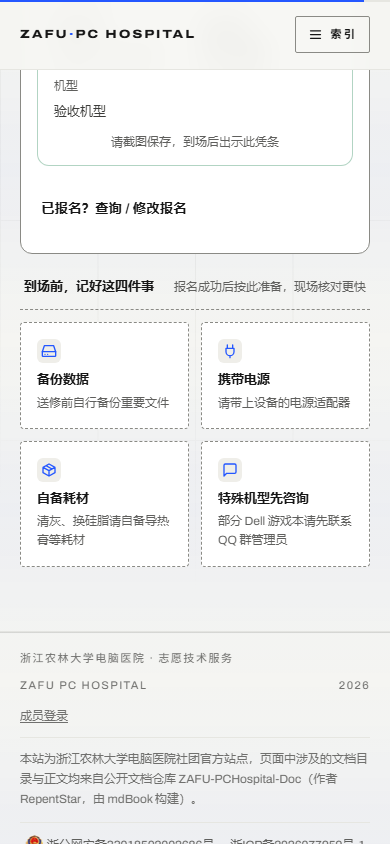 ZAFU·PC HOSPITAL
索引
机型
验收机型
请截图保存，到场后出示此凭条
已报名？查询 / 修改报名
到场前，记好这四件事
报名成功后按此准备，现场核对更快
备份数据
送修前自行备份重要文件
携带电源
请带上设备的电源适配器
自备耗材
清灰、换硅脂请自备导热
膏等耗材
特殊机型先咨询
部分 Dell 游戏本请先联系
QQ 群管理员
浙江农林大学电脑医院 · 志愿技术服务
ZAFU PC HOSPITAL
2026
成员登录
本站为浙江农林大学电脑医院社团官方站点，页面中涉及的文档目
录与正文均来自公开文档仓库 ZAFU-PCHospital-Doc（作者
RepentStar，由 mdBook 构建）。